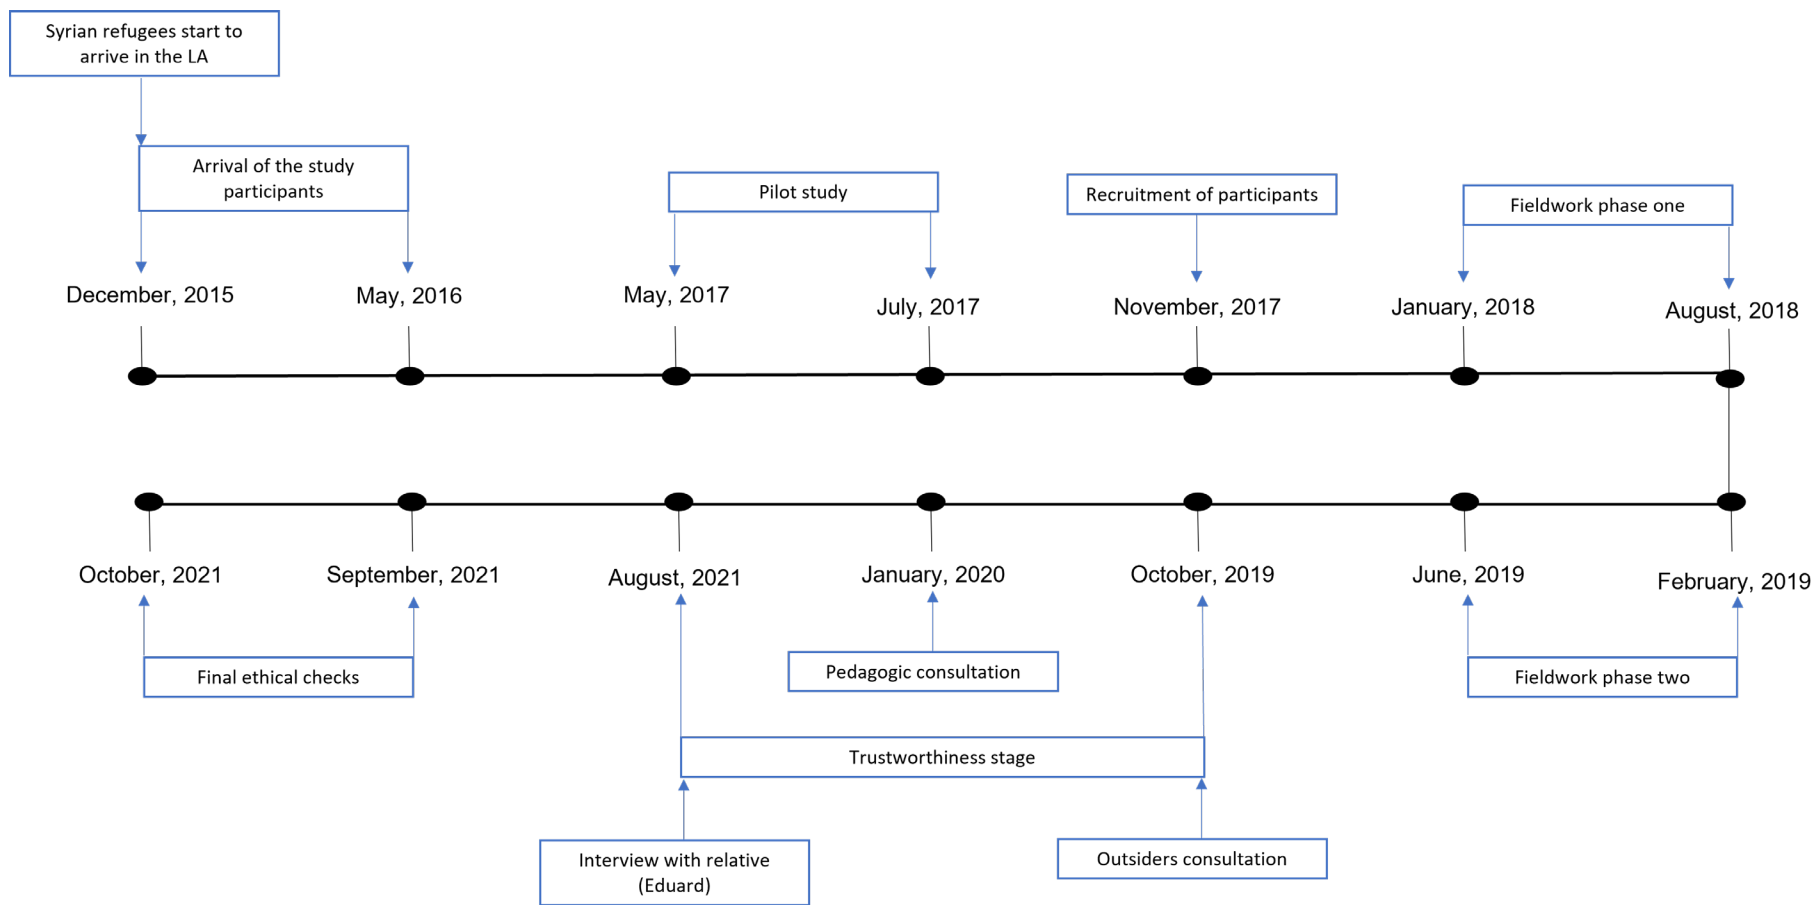 Syrian refugees start to
arrive in the LA
Arrival of the study
participants
Pilot study
Recruitment of participants
Fieldwork phase one
December, 2015
May, 2016
May, 2017
July, 2017
November, 2017
January, 2018
August, 2018
October, 2021
September, 2021
August, 2021
January, 2020
October, 2019
June, 2019
February, 2019
Final ethical checks
Pedagogic consultation
Fieldwork phase two
Trustworthiness stage
Interview with relative
(Eduard)
Outsiders consultation